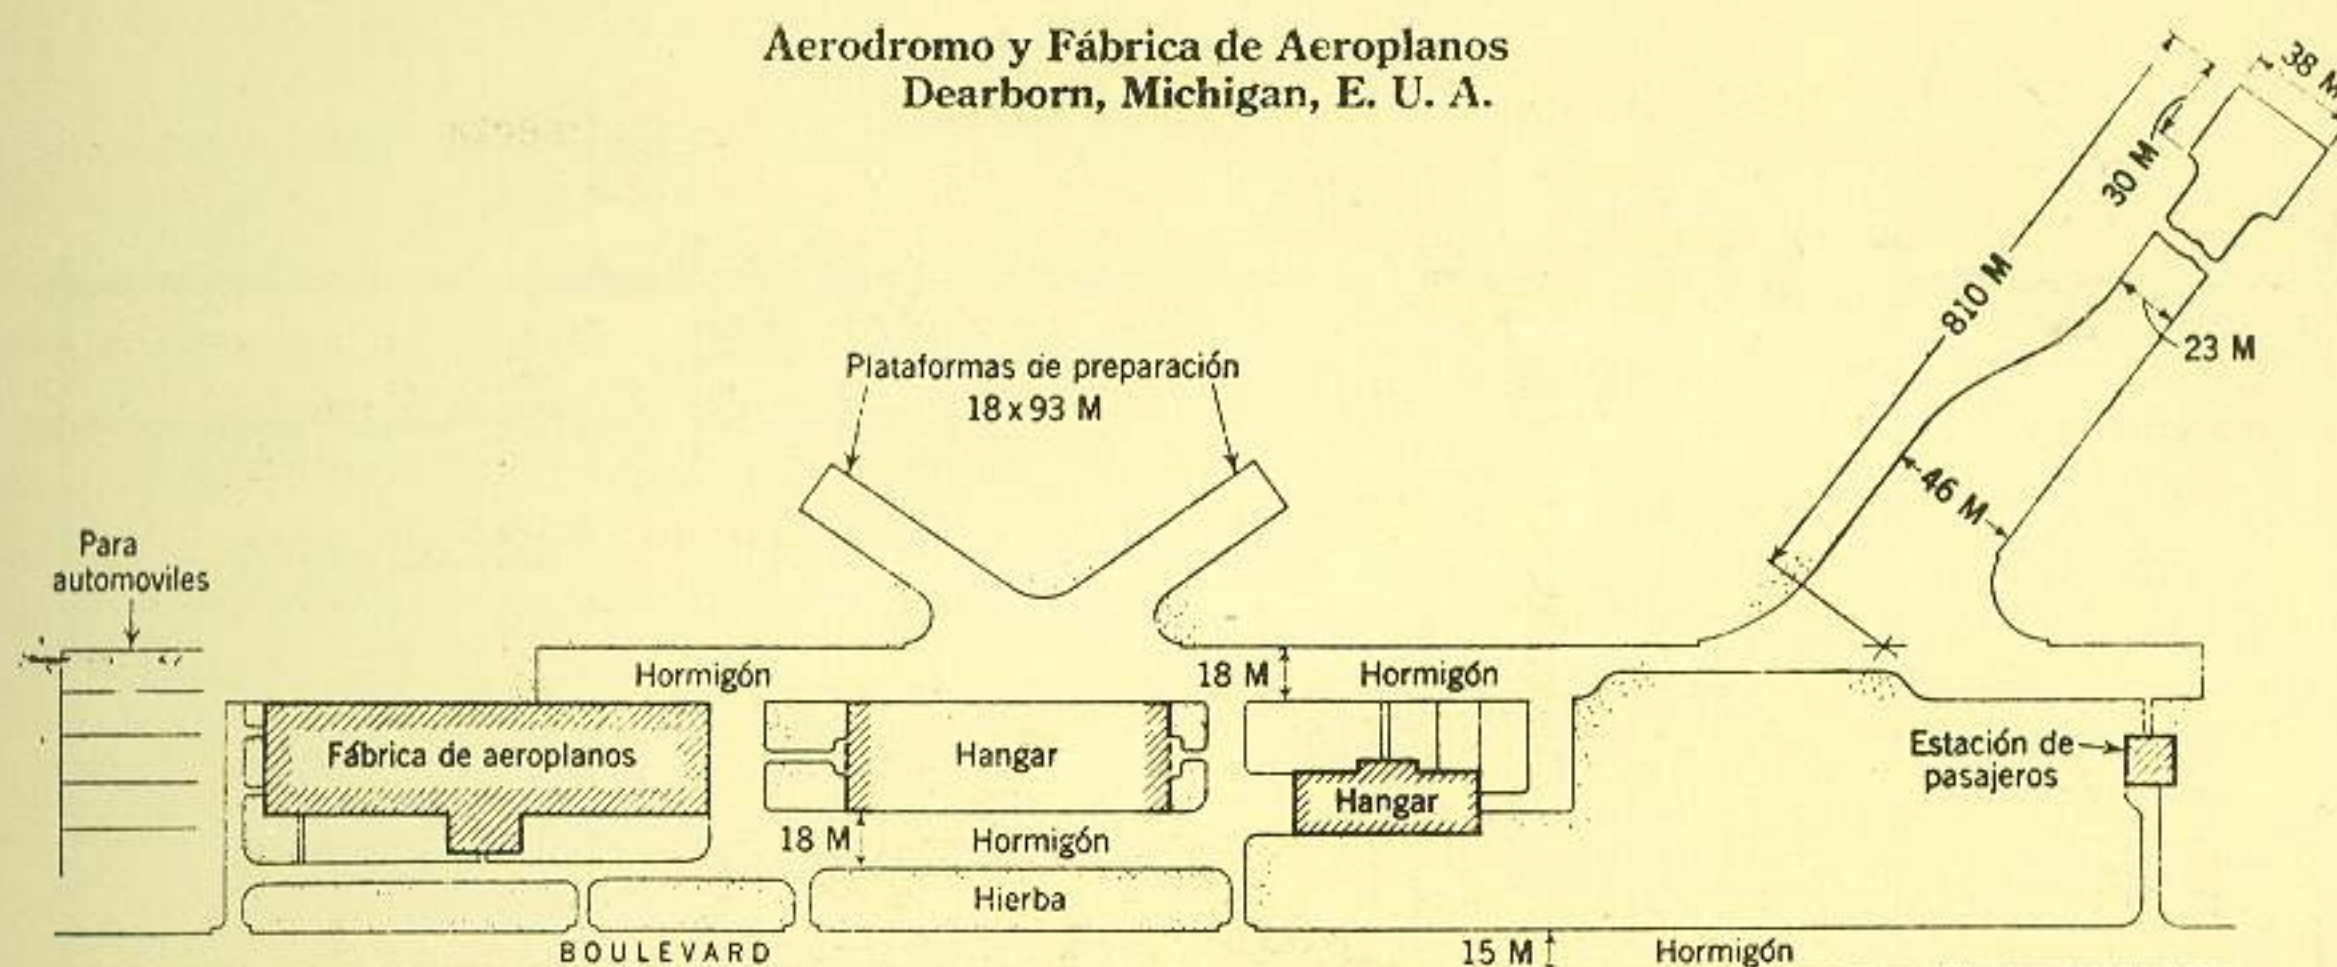 Aerodromo y Fábrica de Aeroplanos
Dearborn, Michigan, E. U. A.
38 M
30 M
810 M
23 M
Plataformas de preparación
18 x 93 M
46 M
Para
automoviles
Hormigón
18 M
Hormigón
Fábrica de aeroplanos
Hangar
Hangar
Estación de
pasajeros
18 M
Hormigón
Hierba
BOULEVARD
15 M
Hormigón